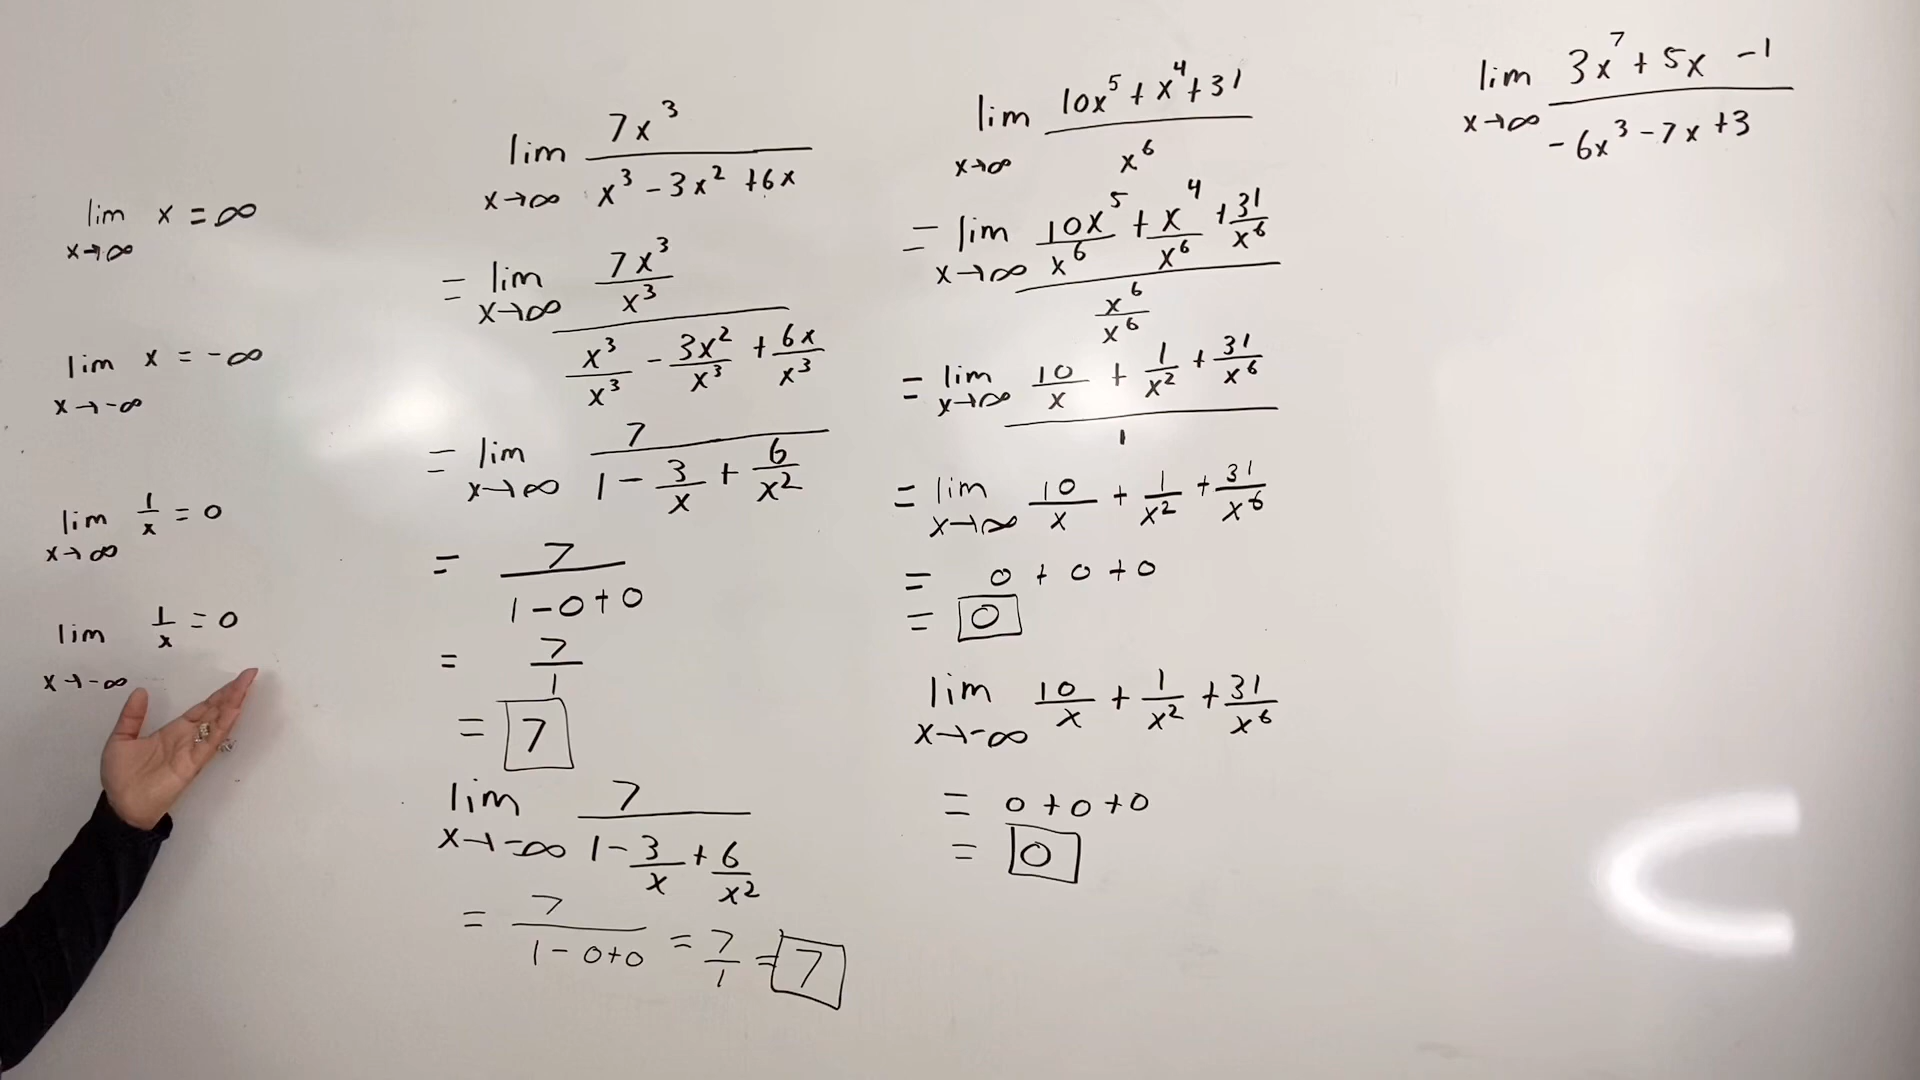 lim x = ∞
x→∞
lim x = -∞
x→-∞
lim 1/x = 0
x→∞
lim 1/x = 0
x→-∞
lim 7x³
x→∞ x³ - 3x² + 6x
= lim 7x³/x³
x→∞ x³/x³ - 3x²/x³ + 6x/x³
= lim 7
x→∞ 1 - 3/x + 6/x²
= 7/(1-0+0)
= 7/1
= 7
lim 7
x→-∞ 1 - 3/x + 6/x²
= 7/(1-0+0) = 7/1 = 7
lim 10x⁵ + x⁴ + 31
x→∞ x⁶
= lim 10x⁵/x⁶ + x⁴/x⁶ + 31/x⁶
x→∞ x⁶/x⁶
= lim 10/x + 1/x² + 31/x⁶
x→∞ 1
= lim 10/x + 1/x² + 31/x⁶
x→∞
= 0 + 0 + 0
= 0
lim 10/x + 1/x² + 31/x⁶
x→-∞
= 0 + 0 + 0
= 0
lim 3x⁷ + 5x - 1
x→∞ -6x³ - 7x + 3